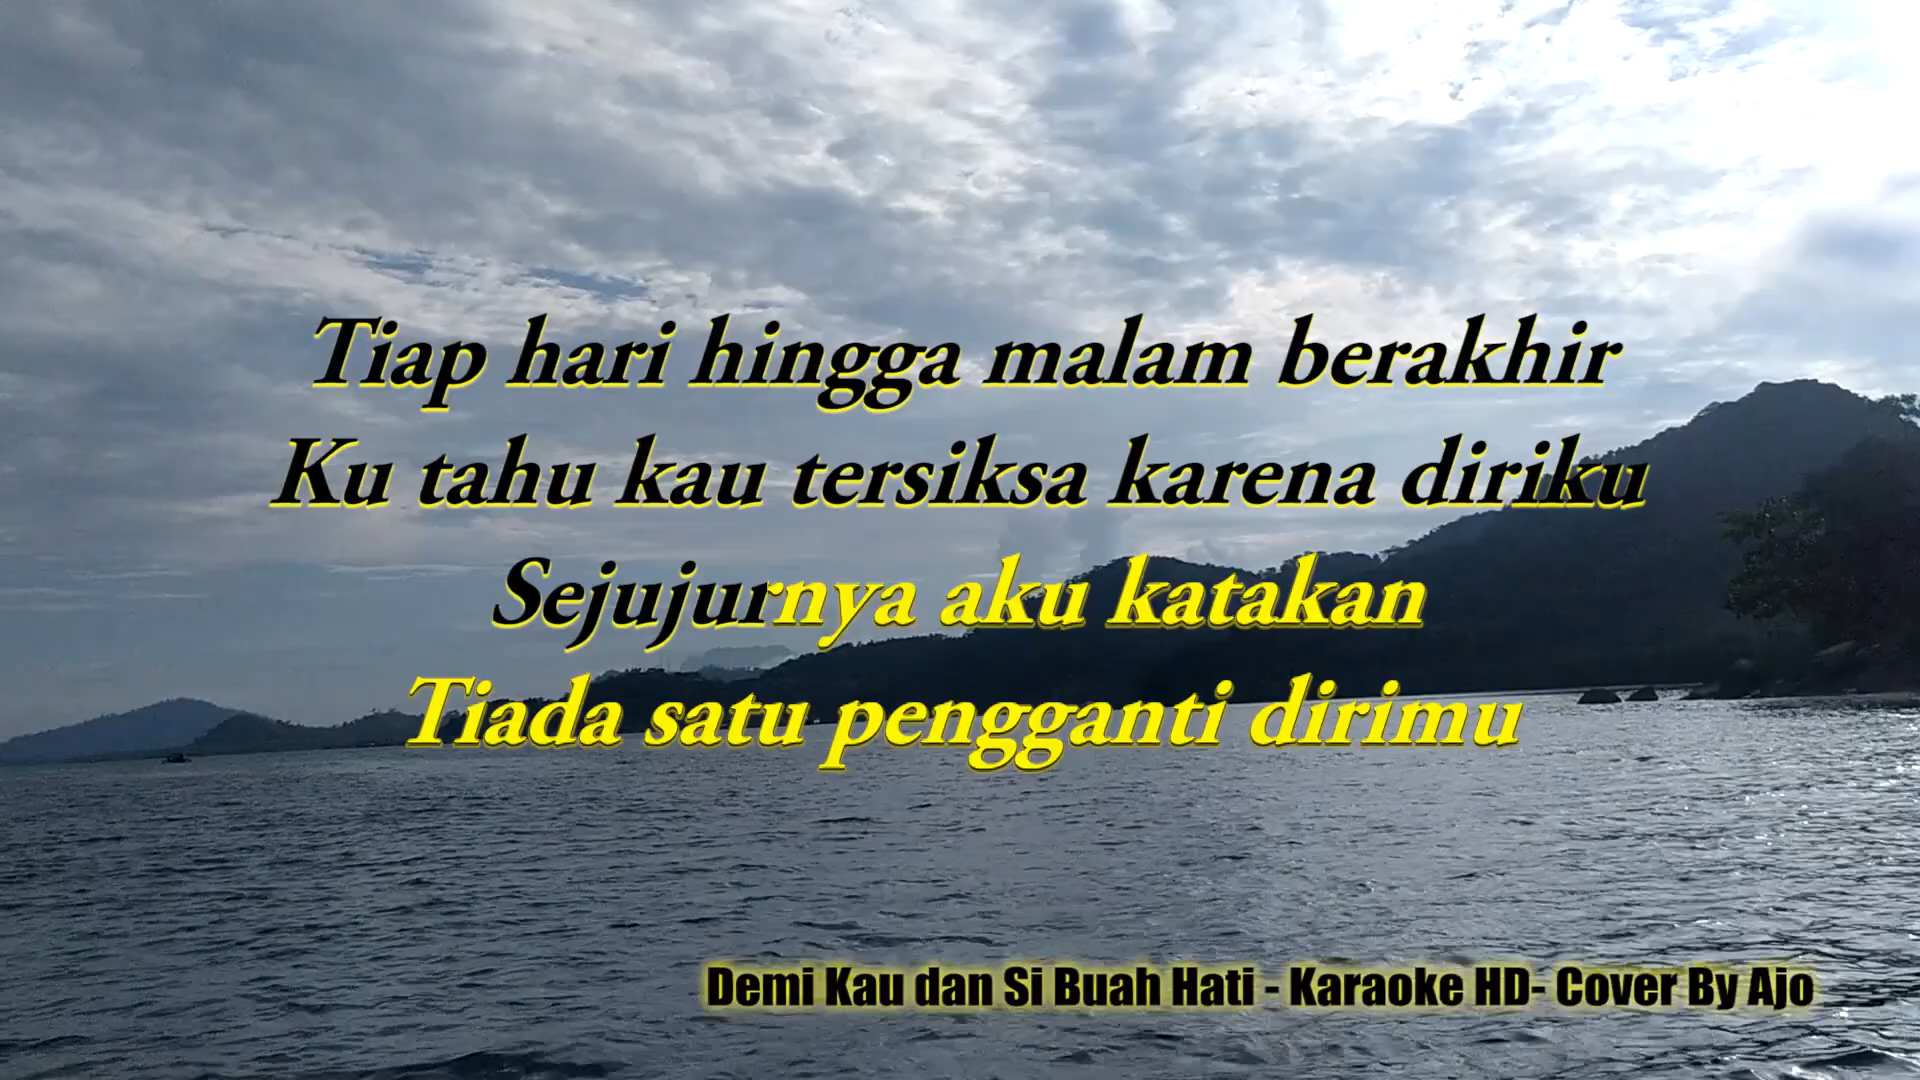 Tiap hari hingga malam berakhir
Ku tahu kau tersiksa karena diriku
Sejujurnya aku katakan
Tiada satu pengganti dirimu
Demi Kau dan Si Buah Hati - Karaoke HD- Cover By Ajo